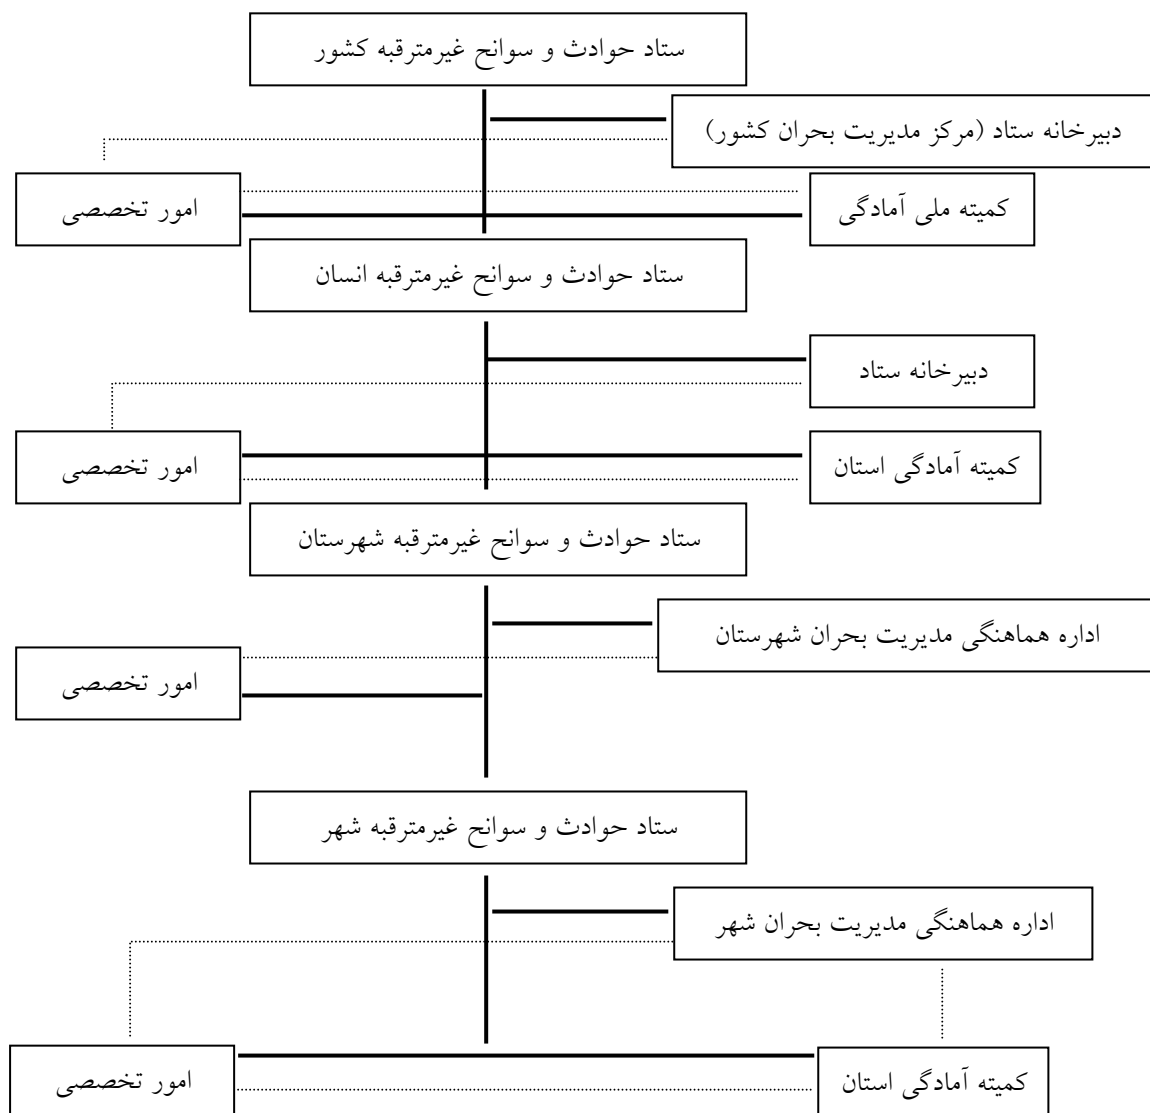 ستاد حوادث و سوانح غیرمترقبه کشور
دبیرخانه ستاد (مرکز مدیریت بحران کشور)
کمیته ملی آمادگی
امور تخصصی
ستاد حوادث و سوانح غیرمترقبه انسان
دبیرخانه ستاد
کمیته آمادگی استان
امور تخصصی
ستاد حوادث و سوانح غیرمترقبه شهرستان
اداره هماهنگی مدیریت بحران شهرستان
امور تخصصی
ستاد حوادث و سوانح غیرمترقبه شهر
اداره هماهنگی مدیریت بحران شهر
کمیته آمادگی استان
امور تخصصی